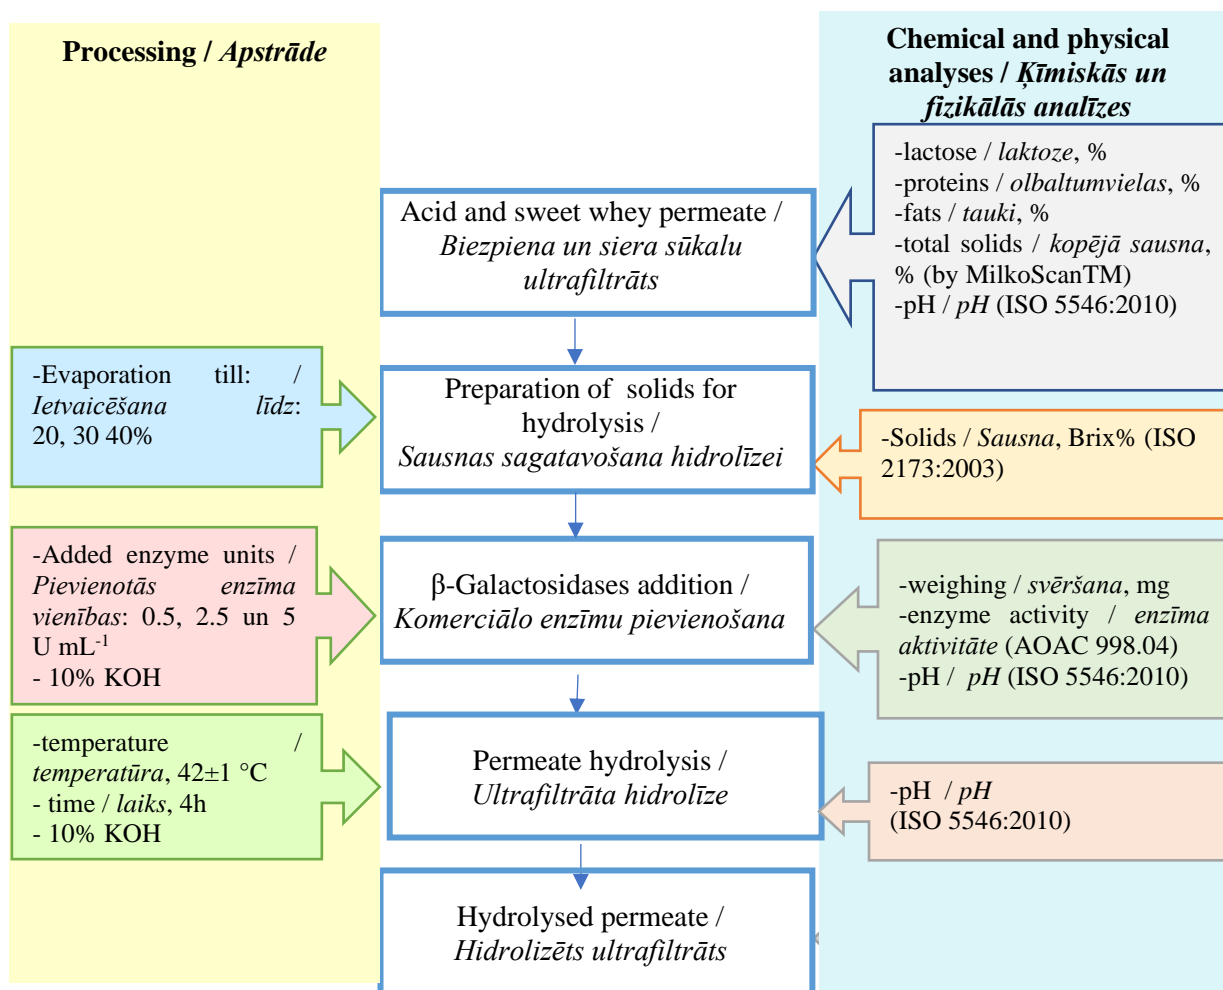 Processing / Apstrāde
Chemical and physical
analyses / Ķīmiskās un
fizikālās analīzes
-lactose / laktoze, %
-proteins / olbaltumvielas, %
-fats / tauki, %
-total solids / kopējā sausna,
% (by MilkoScanTM)
-pH / pH (ISO 5546:2010)
Acid and sweet whey permeate /
Biezpiena un siera sūkalu
ultrafiltrāts
-Evaporation till: /
Ietvaicēšana līdz:
20, 30 40%
Preparation of solids for
hydrolysis /
Sausnas sagatavošana hidrolīzei
-Solids / Sausna, Brix% (ISO
2173:2003)
-Added enzyme units /
Pievienotās enzīma
vienības: 0.5, 2.5 un 5
U mL-1
- 10% KOH
β-Galactosidases addition /
Komerciālo enzīmu pievienošana
-weighing / svēršana, mg
-enzyme activity / enzīma
aktivitāte (AOAC 998.04)
-pH / pH (ISO 5546:2010)
-temperature /
temperatūra, 42±1 °C
- time / laiks, 4h
- 10% KOH
Permeate hydrolysis /
Ultrafiltrāta hidrolīze
-pH / pH
(ISO 5546:2010)
Hydrolysed permeate /
Hidrolizēts ultrafiltrāts